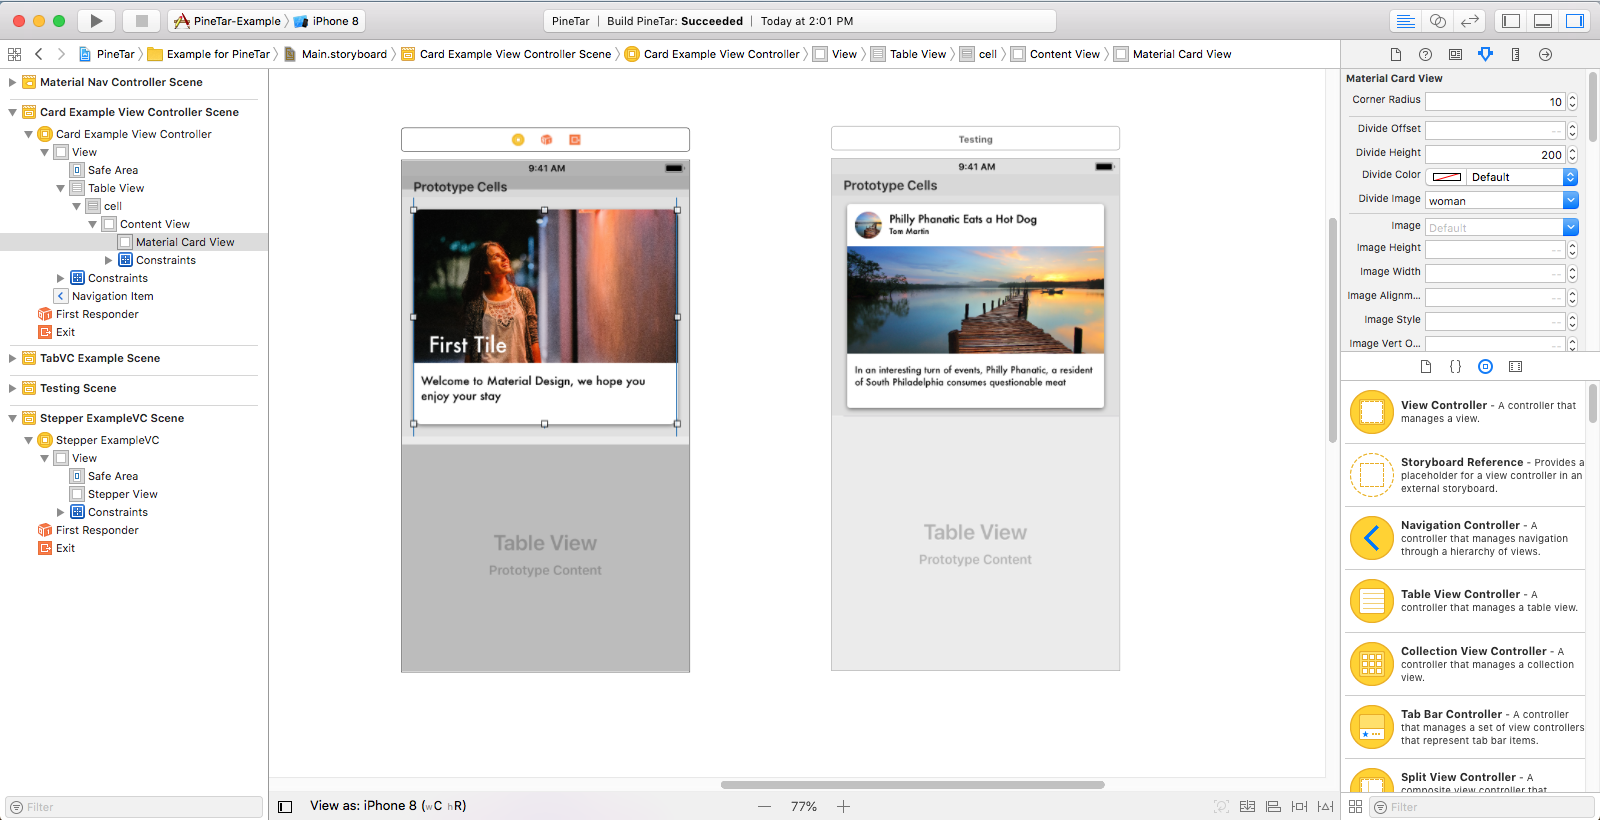 PineTar-Example iPhone 8
PineTar | Build PineTar: Succeeded | Today at 2:01 PM
PineTar Example for PineTar Main.storyboard Card Example View Controller Scene Card Example View Controller View Table View cell Content View Material Card View
Material Nav Controller Scene
Card Example View Controller Scene
Card Example View Controller
View
Safe Area
Table View
cell
Content View
Material Card View
Constraints
Constraints
Navigation Item
First Responder
Exit
TabVC Example Scene
Testing Scene
Stepper ExampleVC Scene
Stepper ExampleVC
View
Safe Area
Stepper View
Constraints
First Responder
Exit
Filter
9:41 AM
Prototype Cells
First Tile
Welcome to Material Design, we hope you
enjoy your stay
Table View
Prototype Content
Testing
9:41 AM
Prototype Cells
Philly Phanatic Eats a Hot Dog
Tom Martin
In an interesting turn of events, Philly Phanatic, a resident
of South Philadelphia consumes questionable meat
Table View
Prototype Content
View as: iPhone 8 (wC hR)
77%
Material Card View
Corner Radius 10
Divide Offset --
Divide Height 200
Divide Color Default
Divide Image woman
Image Default
Image Height --
Image Width --
Image Alignm... --
Image Style --
Image Vert O... --
{}
View Controller - A controller that
manages a view.
Storyboard Reference - Provides a
placeholder for a view controller in an
external storyboard.
Navigation Controller - A
controller that manages navigation
through a hierarchy of views.
Table View Controller - A
controller that manages a table view.
Collection View Controller - A
controller that manages a collection
view.
Tab Bar Controller - A controller
that manages a set of view controllers
that represent tab bar items.
Split View Controller - A
composite view controller that
Filter